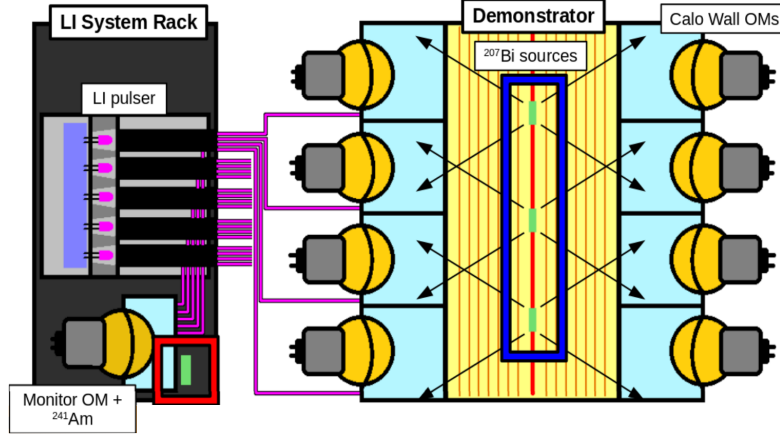 LI System Rack
Demonstrator
Calo Wall OMs
²⁰⁷Bi sources
LI pulser
Monitor OM +
²⁴¹Am